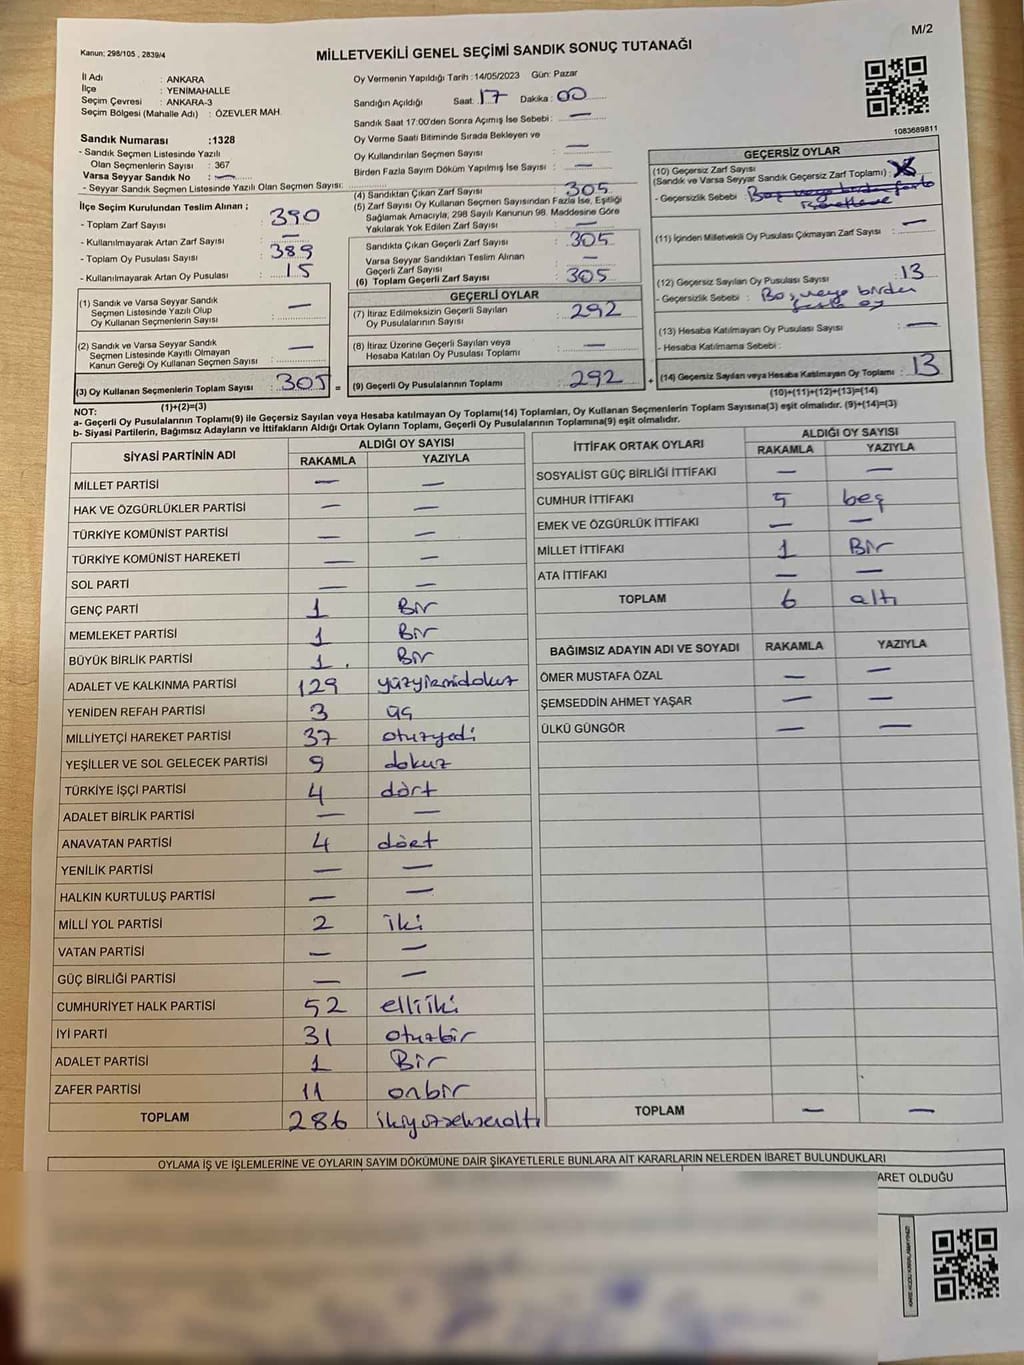 M/2
Kanun: 298/105 , 2839/4
MİLLETVEKİLİ GENEL SEÇİMİ SANDIK SONUÇ TUTANAĞI
İl Adı : ANKARA
İlçe : YENİMAHALLE
Seçim Çevresi : ANKARA-3
Seçim Bölgesi (Mahalle Adı) : ÖZEVLER MAH.
Sandık Numarası :1328
- Sandık Seçmen Listesinde Yazılı
Olan Seçmenlerin Sayısı : 367
Varsa Seyyar Sandık No : —
- Seyyar Sandık Seçmen Listesinde Yazılı Olan Seçmen Sayısı:
İlçe Seçim Kurulundan Teslim Alınan ;
- Toplam Zarf Sayısı : 390
- Kullanılmayarak Artan Zarf Sayısı : —
- Toplam Oy Pusulası Sayısı : 389
- Kullanılmayarak Artan Oy Pusulası : 15
(1) Sandık ve Varsa Seyyar Sandık
Seçmen Listesinde Yazılı Olup
Oy Kullanan Seçmenlerin Sayısı : —
(2) Sandık ve Varsa Seyyar Sandık
Seçmen Listesinde Kayıtlı Olmayan
Kanun Gereği Oy Kullanan Seçmen Sayısı : —
(3) Oy Kullanan Seçmenlerin Toplam Sayısı : 305 =
(1)+(2)=(3)
Oy Vermenin Yapıldığı Tarih :14/05/2023 Gün: Pazar
Sandığın Açıldığı Saat: 17 Dakika : 00
Sandık Saat 17:00'den Sonra Açımış İse Sebebi : —
Oy Verme Saati Bitiminde Sırada Bekleyen ve
Oy Kullandırılan Seçmen Sayısı : —
Birden Fazla Sayım Döküm Yapılmış İse Sayısı : —
(4) Sandıktan Çıkan Zarf Sayısı : 305
(5) Zarf Sayısı Oy Kullanan Seçmen Sayısından Fazla İse, Eşitliği
Sağlamak Amacıyla; 298 Sayılı Kanunun 98. Maddesine Göre
Yakılarak Yok Edilen Zarf Sayısı : —
Sandıkta Çıkan Geçerli Zarf Sayısı : 305
Varsa Seyyar Sandıktan Teslim Alınan
Geçerli Zarf Sayısı : —
(6) Toplam Geçerli Zarf Sayısı : 305
GEÇERLİ OYLAR
(7) İtiraz Edilmeksizin Geçerli Sayılan
Oy Pusulalarının Sayısı : 292
(8) İtiraz Üzerine Geçerli Sayılan veya
Hesaba Katılan Oy Pusulası Toplamı : —
(9) Geçerli Oy Pusulalarının Toplamı : 292 +
1083689811
GEÇERSİZ OYLAR
(10) Geçersiz Zarf Sayısı
(Sandık ve Varsa Seyyar Sandık Geçersiz Zarf Toplamı) :
- Geçersizlik Sebebi : Boş veya birden fazla
(11) İçinden Milletvekili Oy Pusulası Çıkmayan Zarf Sayısı : —
(12) Geçersiz Sayılan Oy Pusulası Sayısı : 13
- Geçersizlik Sebebi : Boş veya birden
fazla oy
(13) Hesaba Katılmayan Oy Pusulası Sayısı : —
- Hesaba Katılmama Sebebi :
(14) Geçersiz Sayılan veya Hesaba Katılmayan Oy Toplamı : 13
(10)+(11)+(12)+(13)=(14)
NOT:
a- Geçerli Oy Pusulalarının Toplamı(9) ile Geçersiz Sayılan veya Hesaba katılmayan Oy Toplamı(14) Toplamları, Oy Kullanan Seçmenlerin Toplam Sayısına(3) eşit olmalıdır. (9)+(14)=(3)
b- Siyasi Partilerin, Bağımsız Adayların ve İttifakların Aldığı Ortak Oyların Toplamı, Geçerli Oy Pusulalarının Toplamına(9) eşit olmalıdır.
SİYASİ PARTİNİN ADI ALDIĞI OY SAYISI
RAKAMLA YAZIYLA
MİLLET PARTİSİ — —
HAK VE ÖZGÜRLÜKLER PARTİSİ — —
TÜRKİYE KOMÜNİST PARTİSİ — —
TÜRKİYE KOMÜNİST HAREKETİ — —
SOL PARTİ — —
GENÇ PARTİ 1 Bir
MEMLEKET PARTİSİ 1 Bir
BÜYÜK BİRLİK PARTİSİ 1 . Bir
ADALET VE KALKINMA PARTİSİ 129 yüzyirmidokuz
YENİDEN REFAH PARTİSİ 3 üç
MİLLİYETÇİ HAREKET PARTİSİ 37 otuzyedi
YEŞİLLER VE SOL GELECEK PARTİSİ 9 dokuz
TÜRKİYE İŞÇİ PARTİSİ 4 dört
ADALET BİRLİK PARTİSİ — —
ANAVATAN PARTİSİ 4 dört
YENİLİK PARTİSİ — —
HALKIN KURTULUŞ PARTİSİ — —
MİLLİ YOL PARTİSİ 2 iki
VATAN PARTİSİ — —
GÜÇ BİRLİĞİ PARTİSİ — —
CUMHURİYET HALK PARTİSİ 52 elliiki
İYİ PARTİ 31 otuzbir
ADALET PARTİSİ 1 Bir
ZAFER PARTİSİ 11 onbir
TOPLAM 286 ikiyüzseksenaltı
İTTİFAK ORTAK OYLARI ALDIĞI OY SAYISI
RAKAMLA YAZIYLA
SOSYALİST GÜÇ BİRLİĞİ İTTİFAKI — —
CUMHUR İTTİFAKI 5 beş
EMEK VE ÖZGÜRLÜK İTTİFAKI — —
MİLLET İTTİFAKI 1 Bir
ATA İTTİFAKI — —
TOPLAM 6 altı
BAĞIMSIZ ADAYIN ADI VE SOYADI RAKAMLA YAZIYLA
ÖMER MUSTAFA ÖZAL — —
ŞEMSEDDİN AHMET YAŞAR — —
ÜLKÜ GÜNGÖR — —
TOPLAM — —
OYLAMA İŞ VE İŞLEMLERİNE VE OYLARIN SAYIM DÖKÜMÜNE DAİR ŞİKAYETLERLE BUNLARA AİT KARARLARIN NELERDEN İBARET BULUNDUKLARI
ARET OLDUĞU